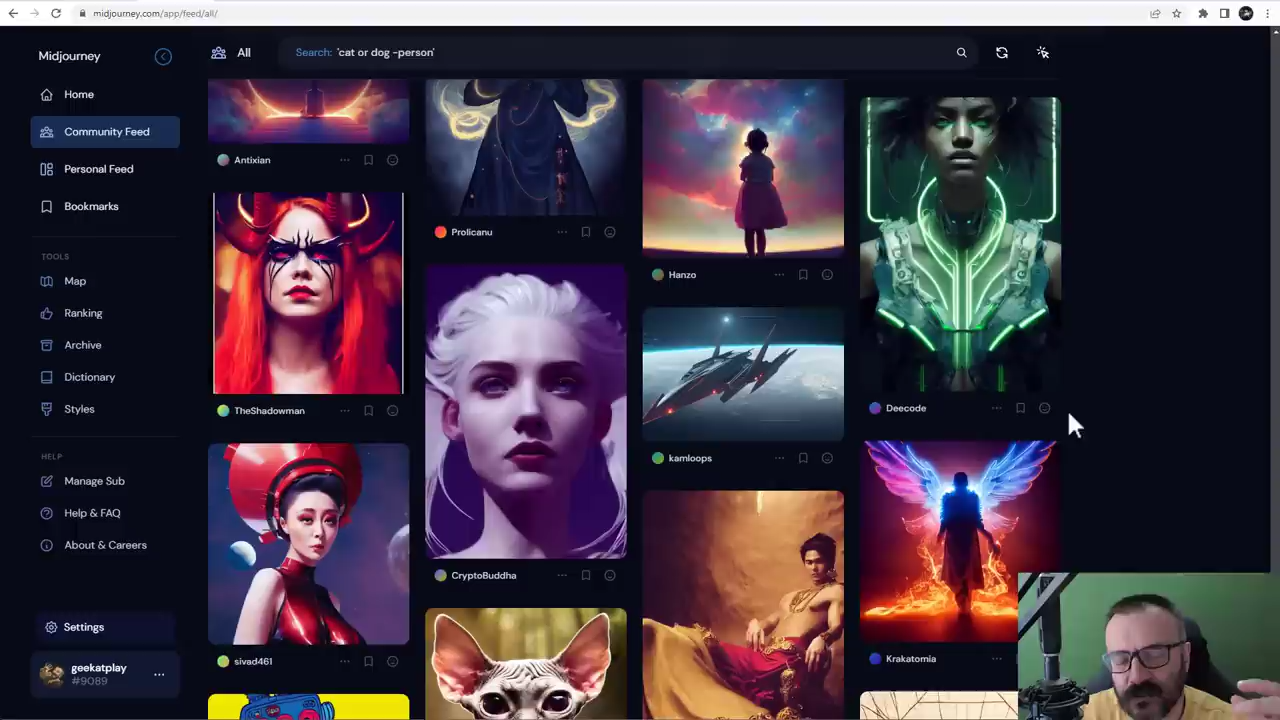 midjourney.com/app/feed/all/
Midjourney
All
Search: 'cat or dog -person'
Home
Community Feed
Personal Feed
Bookmarks
TOOLS
Map
Ranking
Archive
Dictionary
Styles
HELP
Manage Sub
Help & FAQ
About & Careers
Settings
geekatplay
#9089
Antixian
TheShadowman
sivad461
Prolicanu
CryptoBuddha
Hanzo
kamloops
Deecode
Krakatomia